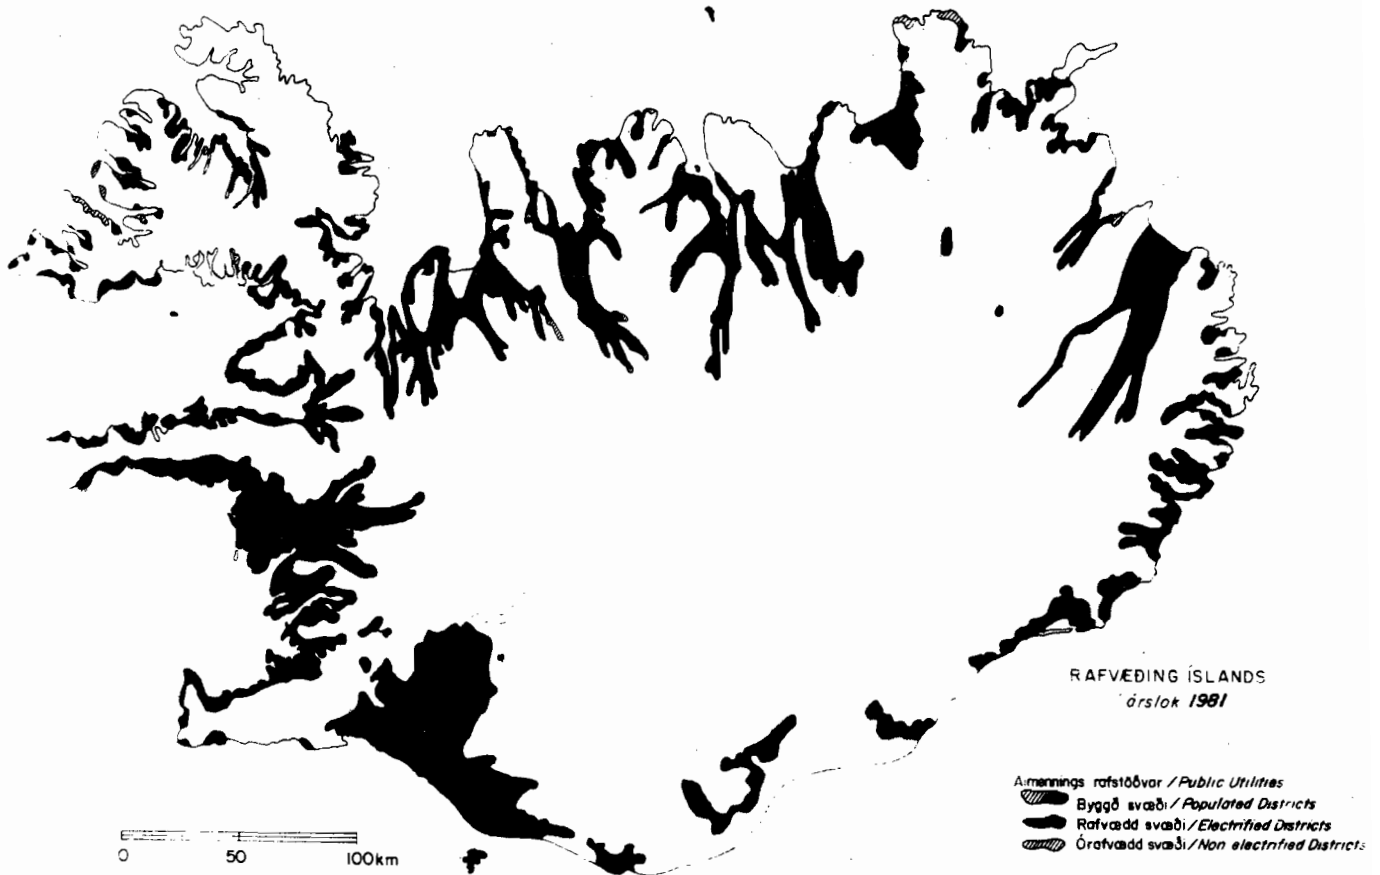 RAFVÆÐING ÍSLANDS
árslok 1981
Almennings rafstöðvar / Public Utilities
Byggð svæði / Populated Districts
Rafvædd svæði / Electrified Districts
Órafvædd svæði / Non electrified Districts
0 50 100km